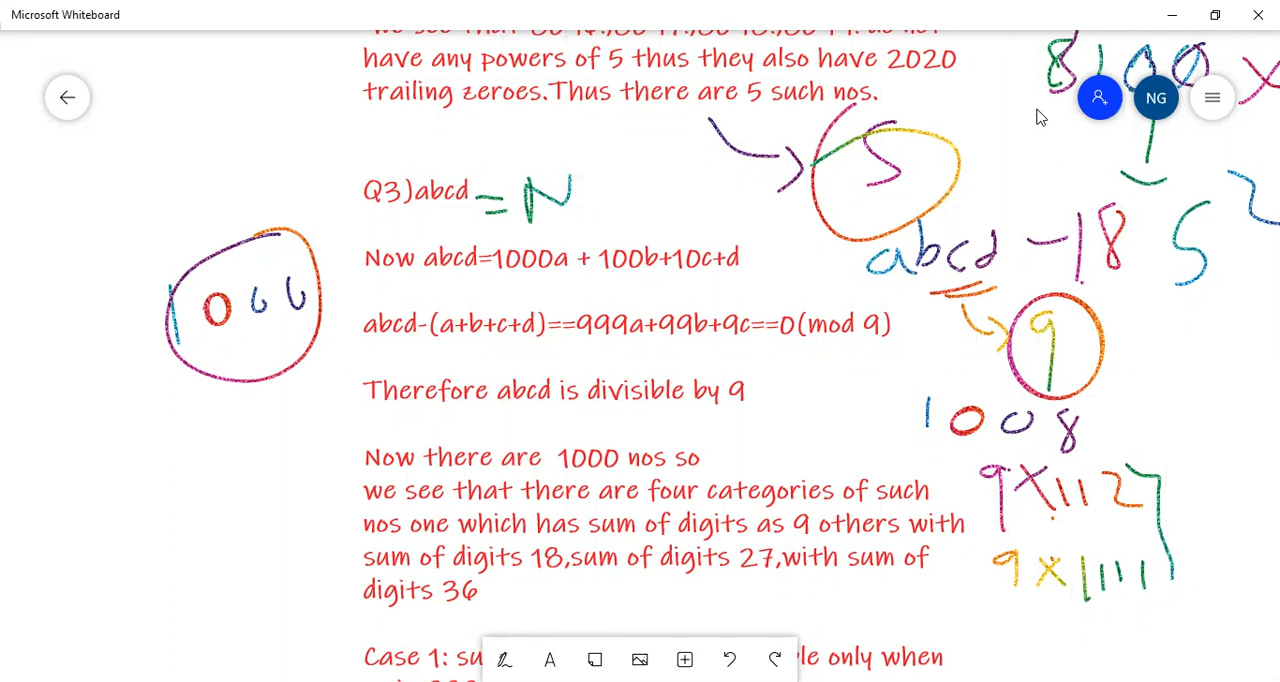 Microsoft Whiteboard
have any powers of 5 thus they also have 2020
trailing zeroes.Thus there are 5 such nos.
8100 x
NG
5
Q3)abcd = N
abcd - 18
5
Now abcd=1000a + 100b+10c+d
1066
abcd-(a+b+c+d)==999a+99b+9c==0(mod 9)
9
Therefore abcd is divisible by 9
1008
Now there are 1000 nos so
we see that there are four categories of such
9x112
nos one which has sum of digits as 9 others with
sum of digits 18,sum of digits 27,with sum of
9x1111
digits 36
Case 1: su
le only when